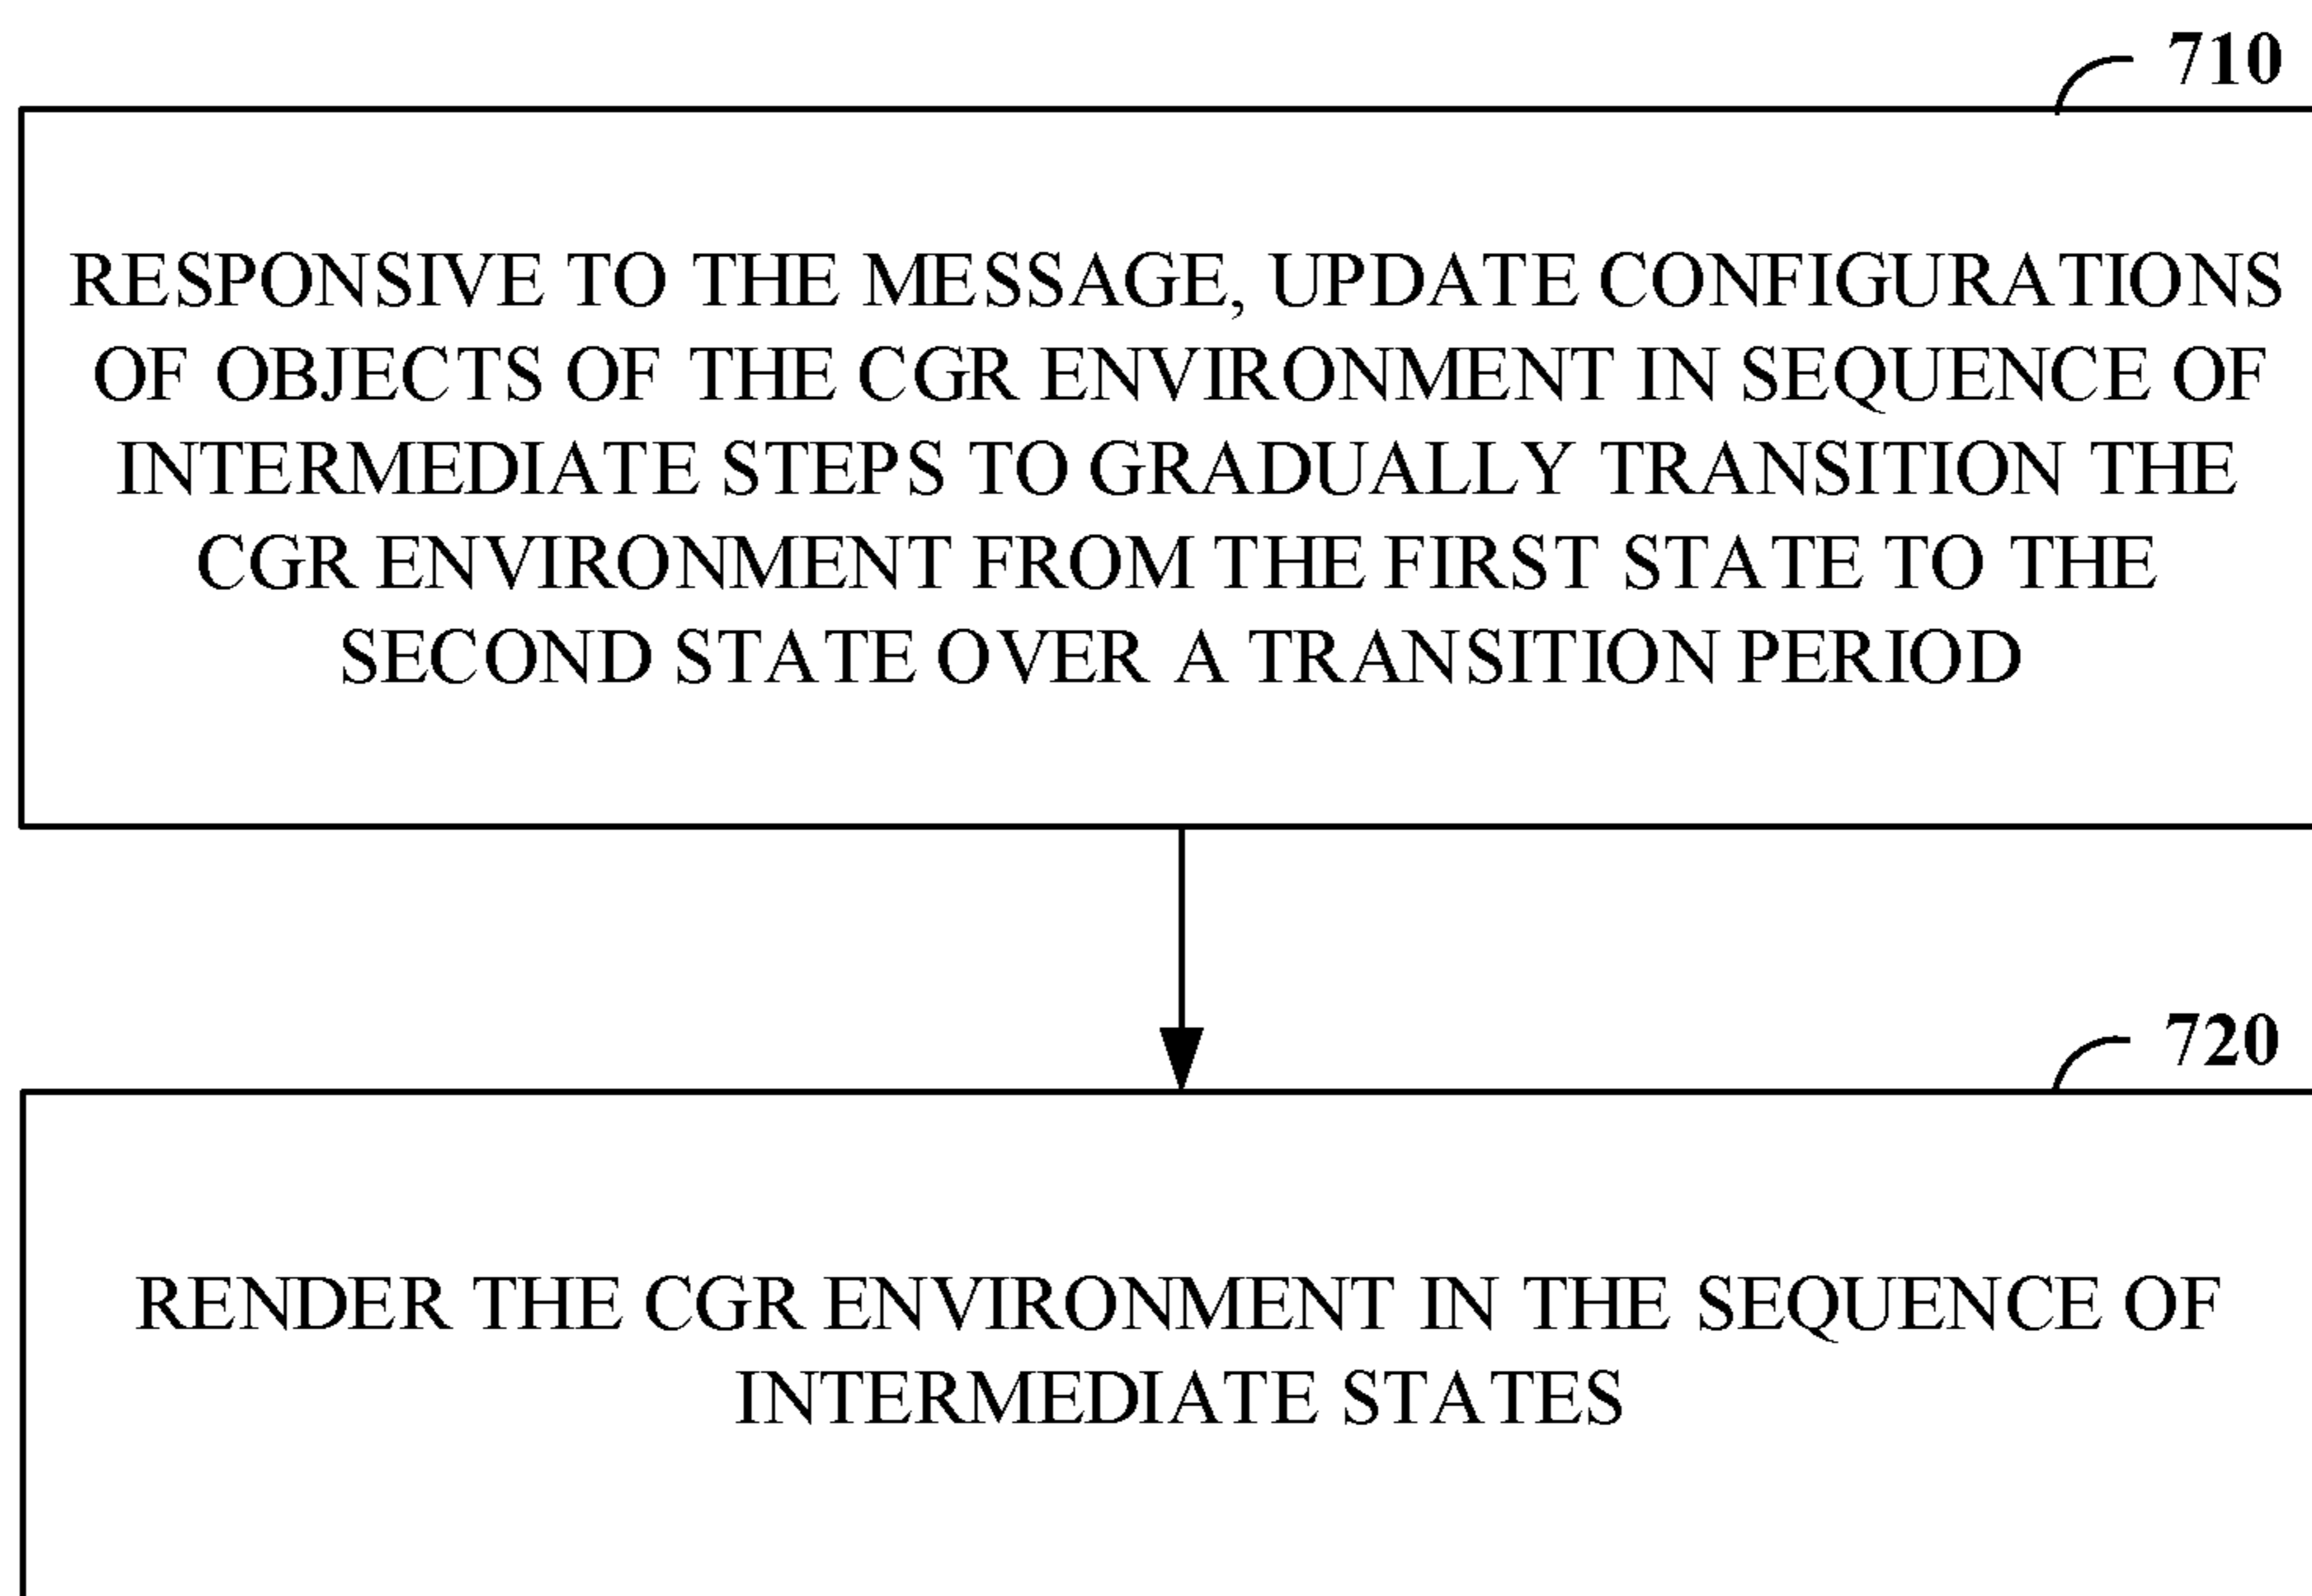 710
RESPONSIVE TO THE MESSAGE, UPDATE CONFIGURATIONS
OF OBJECTS OF THE CGR ENVIRONMENT IN SEQUENCE OF
INTERMEDIATE STEPS TO GRADUALLY TRANSITION THE
CGR ENVIRONMENT FROM THE FIRST STATE TO THE
SECOND STATE OVER A TRANSITION PERIOD
720
RENDER THE CGR ENVIRONMENT IN THE SEQUENCE OF
INTERMEDIATE STATES